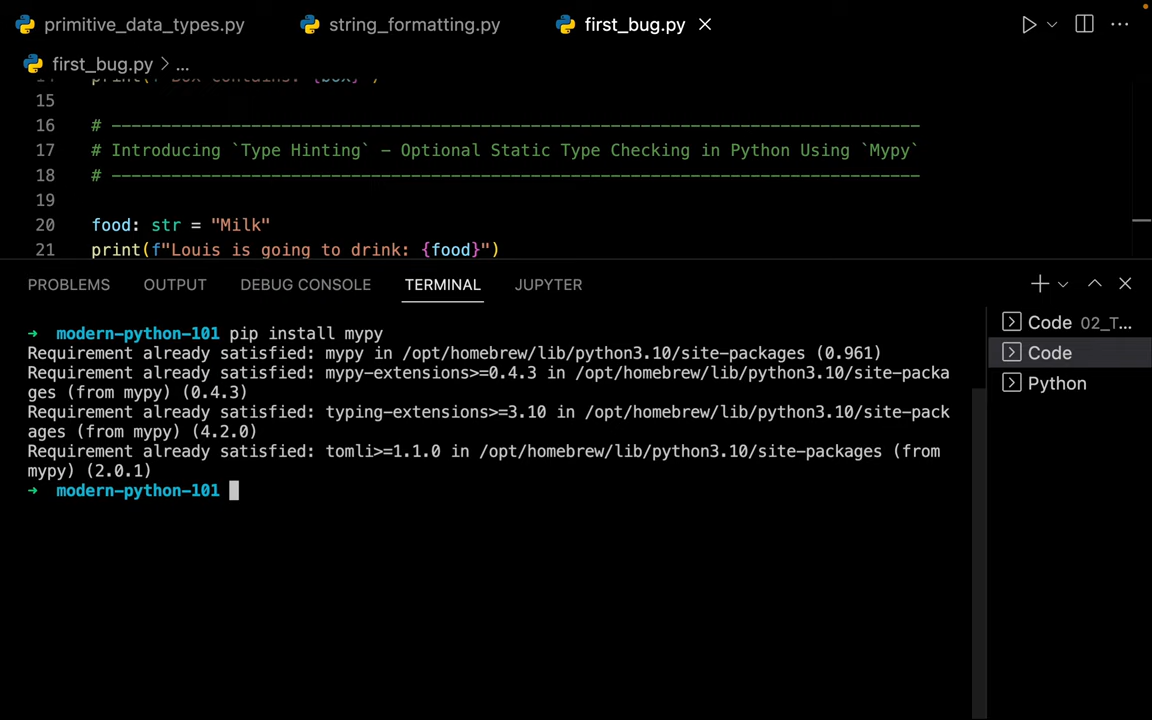 primitive_data_types.py string_formatting.py first_bug.py
first_bug.py > ...
15
16 # -----------------------------------------------------------------------
17 # Introducing `Type Hinting` - Optional Static Type Checking in Python Using `Mypy`
18 # -----------------------------------------------------------------------
19
20 food: str = "Milk"
21 print(f"Louis is going to drink: {food}")
PROBLEMS OUTPUT DEBUG CONSOLE TERMINAL JUPYTER
→ modern-python-101 pip install mypy
Requirement already satisfied: mypy in /opt/homebrew/lib/python3.10/site-packages (0.961)
Requirement already satisfied: mypy-extensions>=0.4.3 in /opt/homebrew/lib/python3.10/site-packa
ges (from mypy) (0.4.3)
Requirement already satisfied: typing-extensions>=3.10 in /opt/homebrew/lib/python3.10/site-pack
ages (from mypy) (4.2.0)
Requirement already satisfied: tomli>=1.1.0 in /opt/homebrew/lib/python3.10/site-packages (from
mypy) (2.0.1)
→ modern-python-101
Code 02_T...
Code
Python